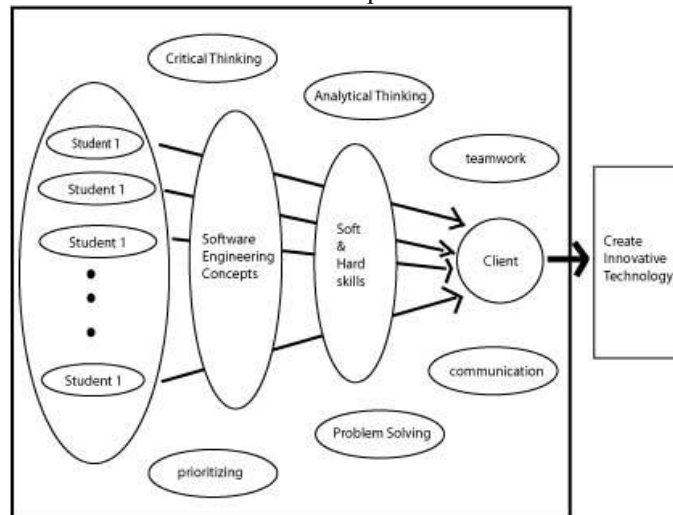 Critical Thinking
Analytical Thinking
teamwork
Student 1
Student 1
Student 1
Student 1
Software
Engineering
Concepts
Soft
&
Hard
skills
Client
Create
Innovative
Technology
communication
Problem Solving
prioritizing